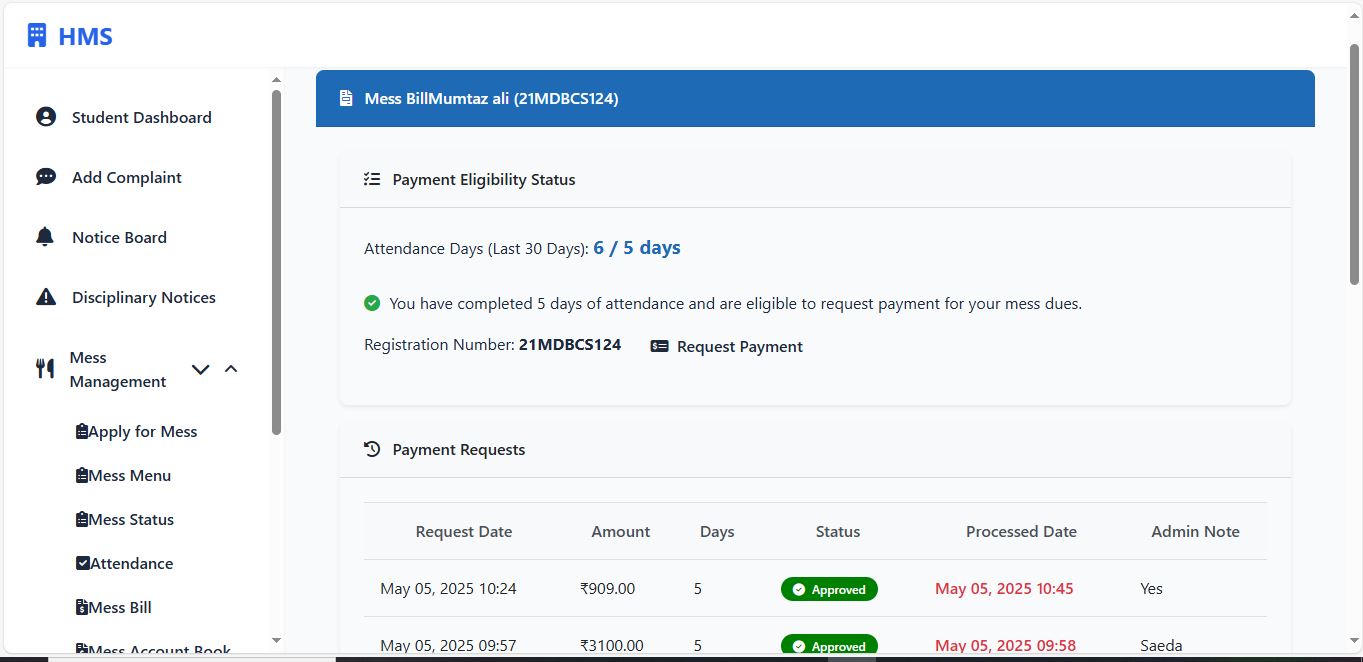 HMS
Student Dashboard
Add Complaint
Notice Board
Disciplinary Notices
Mess
Management
Apply for Mess
Mess Menu
Mess Status
Attendance
Mess Bill
Mess Account Book
Mess BillMumtaz ali (21MDBCS124)
Payment Eligibility Status
Attendance Days (Last 30 Days): 6 / 5 days
You have completed 5 days of attendance and are eligible to request payment for your mess dues.
Registration Number: 21MDBCS124 Request Payment
Payment Requests
Request Date Amount Days Status Processed Date Admin Note
May 05, 2025 10:24 ₹909.00 5 Approved May 05, 2025 10:45 Yes
May 05, 2025 09:57 ₹3100.00 5 Approved May 05, 2025 09:58 Saeda